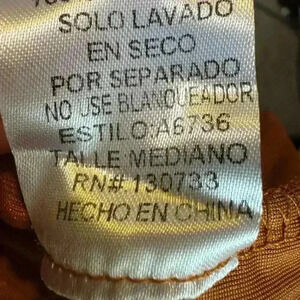 SOLO LAVADO
EN SECO
POR SEPARADO
NO USE BLANQUEADOR
ESTILO:A6736
TALLE MEDIANO
RN# 130733
HECHO EN CHINA